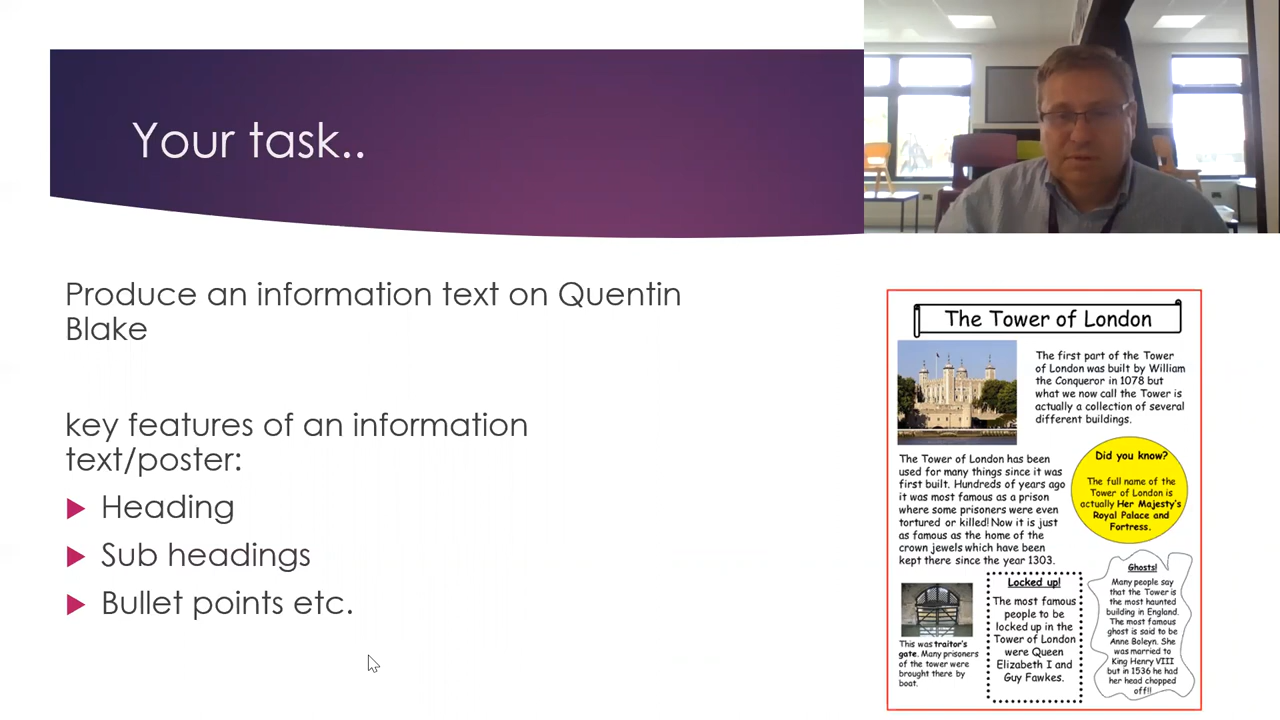 Your task..
Produce an information text on Quentin
Blake
key features of an information
text/poster:
Heading
Sub headings
Bullet points etc.
The Tower of London
The first part of the Tower
of London was built by William
the Conqueror in 1078 but
what we now call the Tower is
actually a collection of several
different buildings.
The Tower of London has been
used for many things since it was
first built. Hundreds of years ago
it was most famous as a prison
where some prisoners were even
tortured or killed! Now it is just
as famous as the home of the
crown jewels which have been
kept there since the year 1303.
Did you know?
The full name of the
Tower of London is
actually Her Majesty's
Royal Palace and
Fortress.
This was traitor's
gate. Many prisoners
of the tower were
brought there by
boat.
Locked up!
The most famous
people to be
locked up in the
Tower of London
were Queen
Elizabeth I and
Guy Fawkes.
Ghosts!
Many people say
that the Tower is
the most haunted
building in England.
The most famous
ghost is said to be
Anne Boleyn. She
was married to
King Henry VIII
but in 1536 he had
her head chopped
off!!